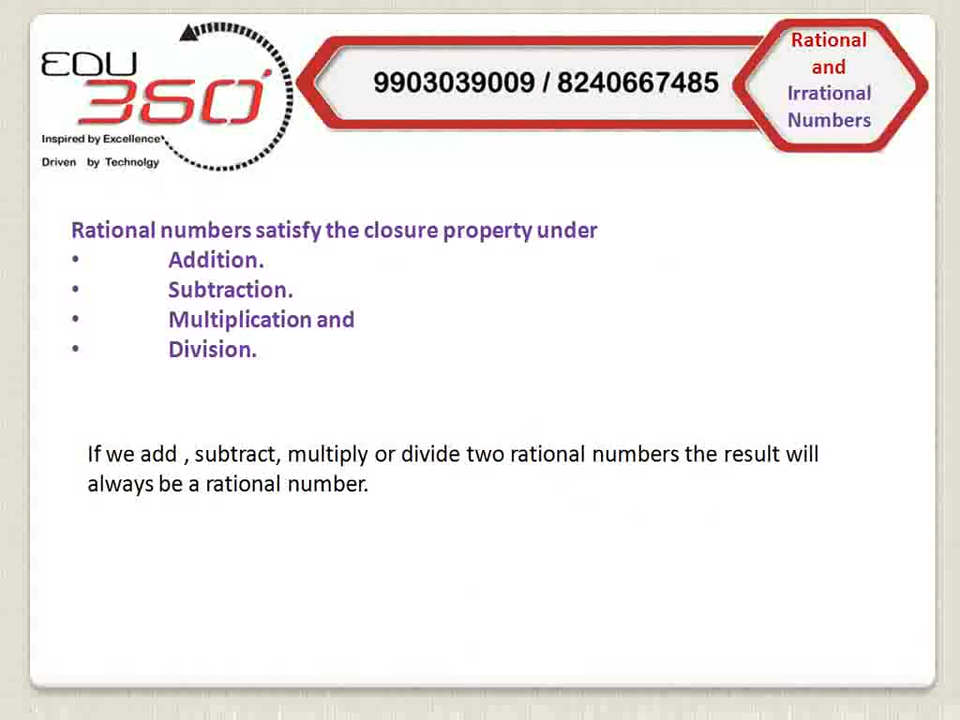 EDU
360°
Inspired by Excellence
Driven by Technolgy
9903039009 / 8240667485
Rational
and
Irrational
Numbers
Rational numbers satisfy the closure property under
• Addition.
• Subtraction.
• Multiplication and
• Division.
If we add , subtract, multiply or divide two rational numbers the result will
always be a rational number.